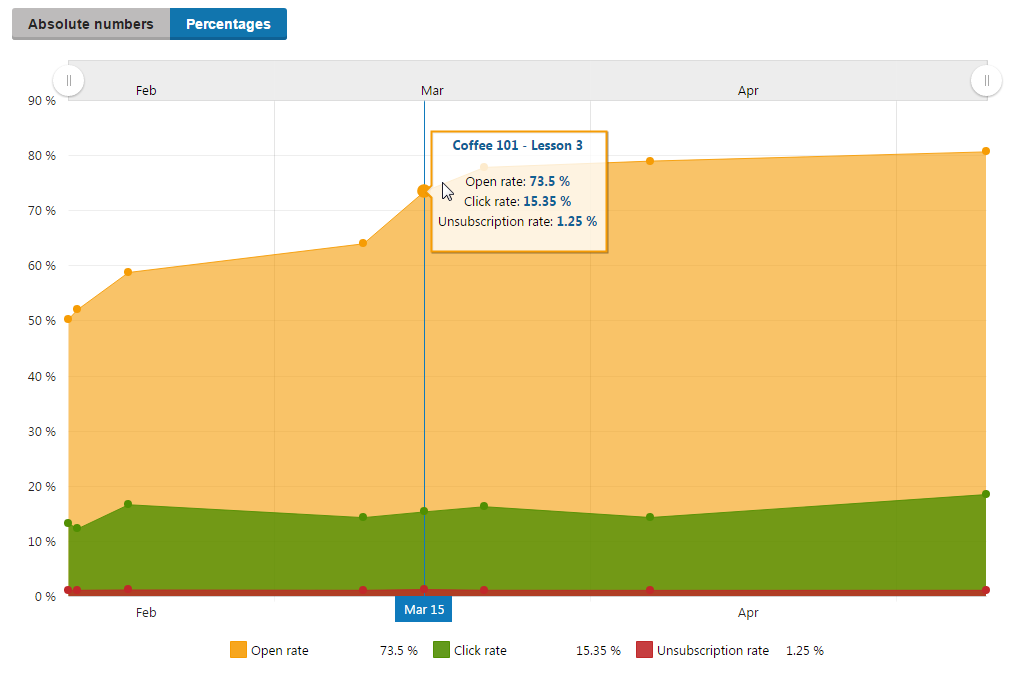 Absolute numbers Percentages
Feb Mar Apr
90 %
Coffee 101 - Lesson 3
80 %
Open rate: 73.5 %
Click rate: 15.35 %
70 %
Unsubscription rate: 1.25 %
60 %
50 %
40 %
30 %
20 %
10 %
0 %
Feb Mar 15 Apr
Open rate 73.5 % Click rate 15.35 % Unsubscription rate 1.25 %